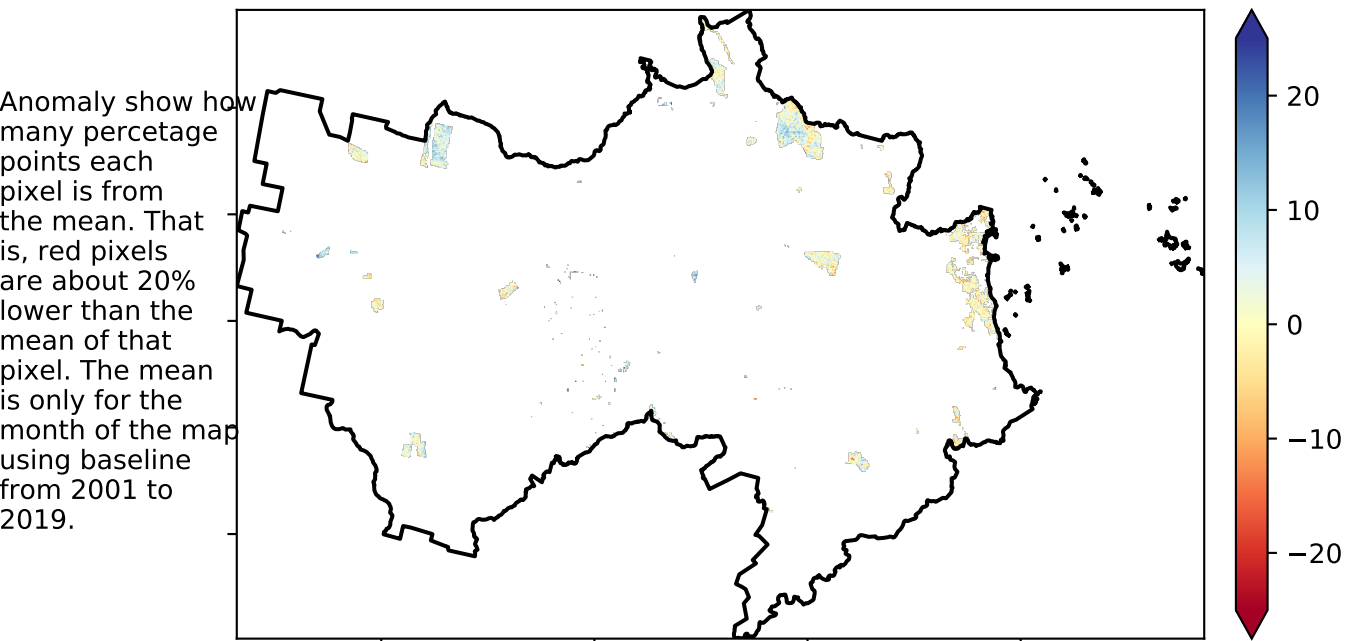 Anomaly show how
many percetage
points each
pixel is from
the mean. That
is, red pixels
are about 20%
lower than the
mean of that
pixel. The mean
is only for the
month of the map
using baseline
from 2001 to
2019.
20
10
0
−10
−20